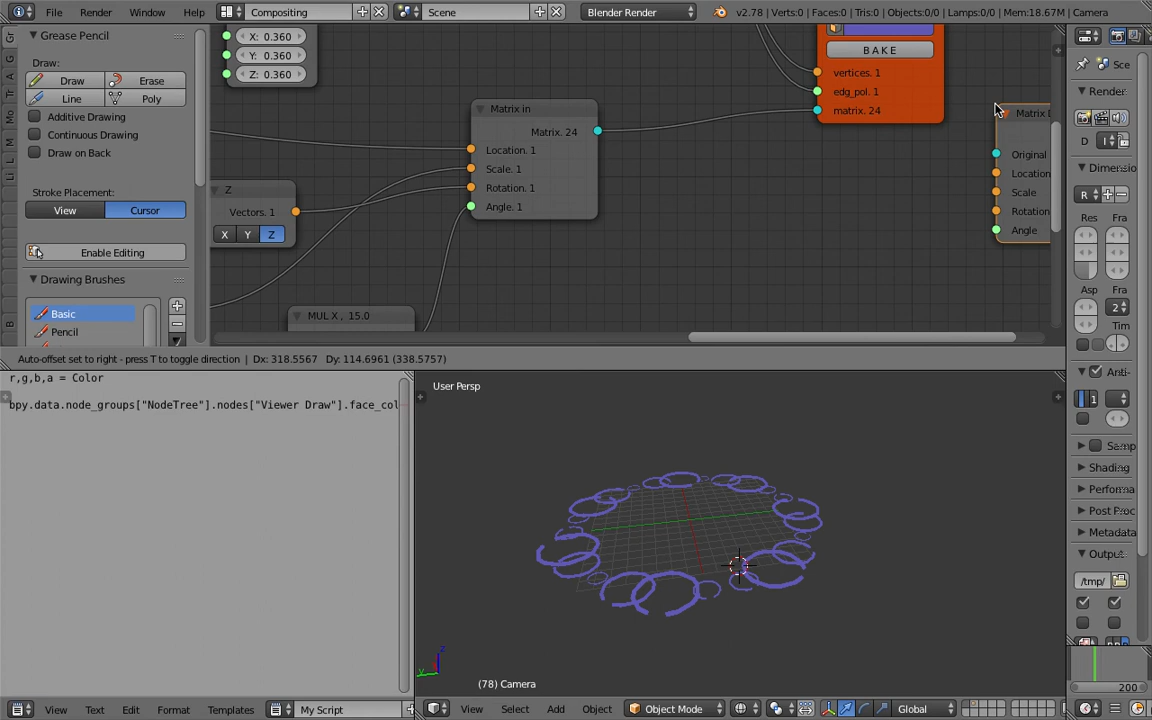 File Render Window Help Compositing Scene Blender Render v2.78 | Verts:0 | Faces:0 | Tris:0 | Objects:0/0 | Lamps:0/0 | Mem:18.67M | Camera
Grease Pencil
Draw:
Draw Erase
Line Poly
Additive Drawing
Continuous Drawing
Draw on Back
Stroke Placement:
View Cursor
Enable Editing
Drawing Brushes
Basic
Pencil
X: 0.360
Y: 0.360
Z: 0.360
Z
Vectors. 1
X Y Z
MUL X , 15.0
Matrix in
Matrix. 24
Location. 1
Scale. 1
Rotation. 1
Angle. 1
BAKE
vertices. 1
edg_pol. 1
matrix. 24
Matrix D
Original
Location
Scale
Rotation
Angle
Sce
Render
D
Dimensio
R
Res Fra
Asp Fra
2
Tim
Anti-
1
Samp
Shading
Performa
Post Proc
Metadata
Output
/tmp/
Auto-offset set to right - press T to toggle direction | Dx: 318.5567 Dy: 114.6961 (338.5757)
r,g,b,a = Color
bpy.data.node_groups["NodeTree"].nodes["Viewer Draw"].face_col
User Persp
(78) Camera
200
View Text Edit Format Templates My Script
View Select Add Object Object Mode Global